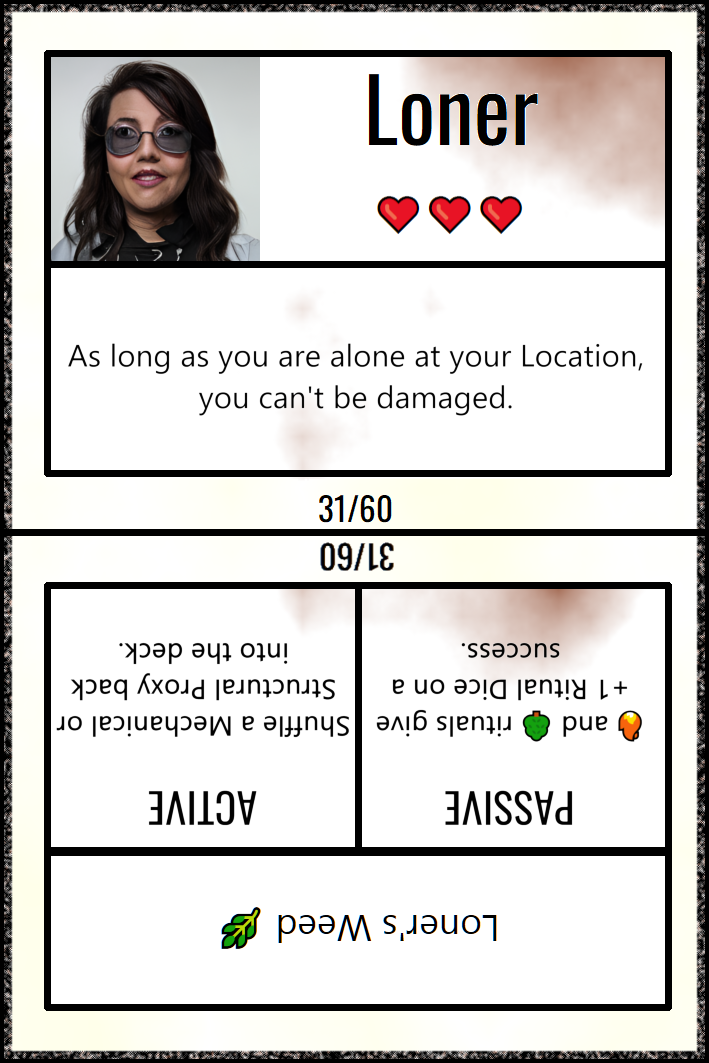 Loner
As long as you are alone at your Location,
you can't be damaged.
31/60
31/60
Loner's Weed
PASSIVE
and rituals give
+1 Ritual Dice on a
success.
ACTIVE
Shuffle a Mechanical or
Structural Proxy back
into the deck.